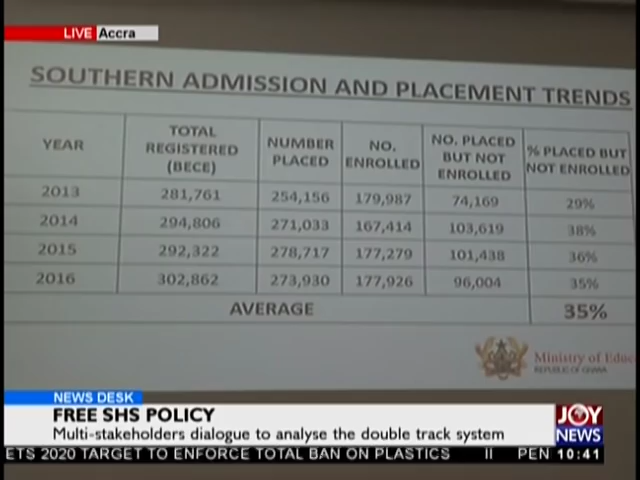 LIVE Accra
SOUTHERN ADMISSION AND PLACEMENT TRENDS
YEAR TOTAL REGISTERED (BECE) NUMBER PLACED NO. ENROLLED NO. PLACED BUT NOT ENROLLED % PLACED BUT NOT ENROLLED
2013 281,761 254,156 179,987 74,169 29%
2014 294,806 271,033 167,414 103,619 38%
2015 292,322 278,717 177,279 101,438 36%
2016 302,862 273,930 177,926 96,004 35%
AVERAGE 35%
Ministry of Educ
REPUBLIC OF GHANA
NEWS DESK
FREE SHS POLICY
Multi-stakeholders dialogue to analyse the double track system
JOY
NEWS
ETS 2020 TARGET TO ENFORCE TOTAL BAN ON PLASTICS II PEN 10:41